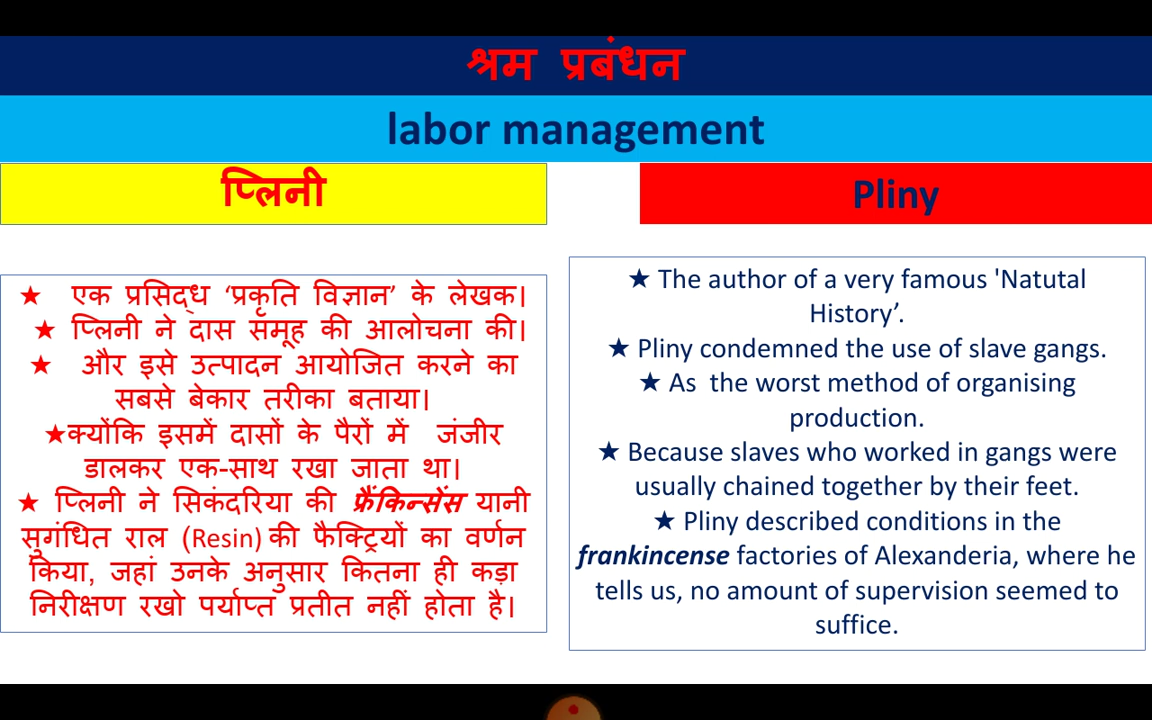 श्रम प्रबंधन
labor management
प्लिनी
Pliny
★ एक प्रसिद्ध ‘प्रकृति विज्ञान’ के लेखक।
★ प्लिनी ने दास समूह की आलोचना की।
★ और इसे उत्पादन आयोजित करने का
सबसे बेकार तरीका बताया।
★क्योंकि इसमें दासों के पैरों में जंजीर
डालकर एक-साथ रखा जाता था।
★ प्लिनी ने सिकंदरिया की फ्रैंकिन्सेंस यानी
सुगंधित राल (Resin) की फैक्ट्रियों का वर्णन
किया, जहां उनके अनुसार कितना ही कड़ा
निरीक्षण रखो पर्याप्त प्रतीत नहीं होता है।
★ The author of a very famous 'Natutal
History’.
★ Pliny condemned the use of slave gangs.
★ As the worst method of organising
production.
★ Because slaves who worked in gangs were
usually chained together by their feet.
★ Pliny described conditions in the
frankincense factories of Alexanderia, where he
tells us, no amount of supervision seemed to
suffice.